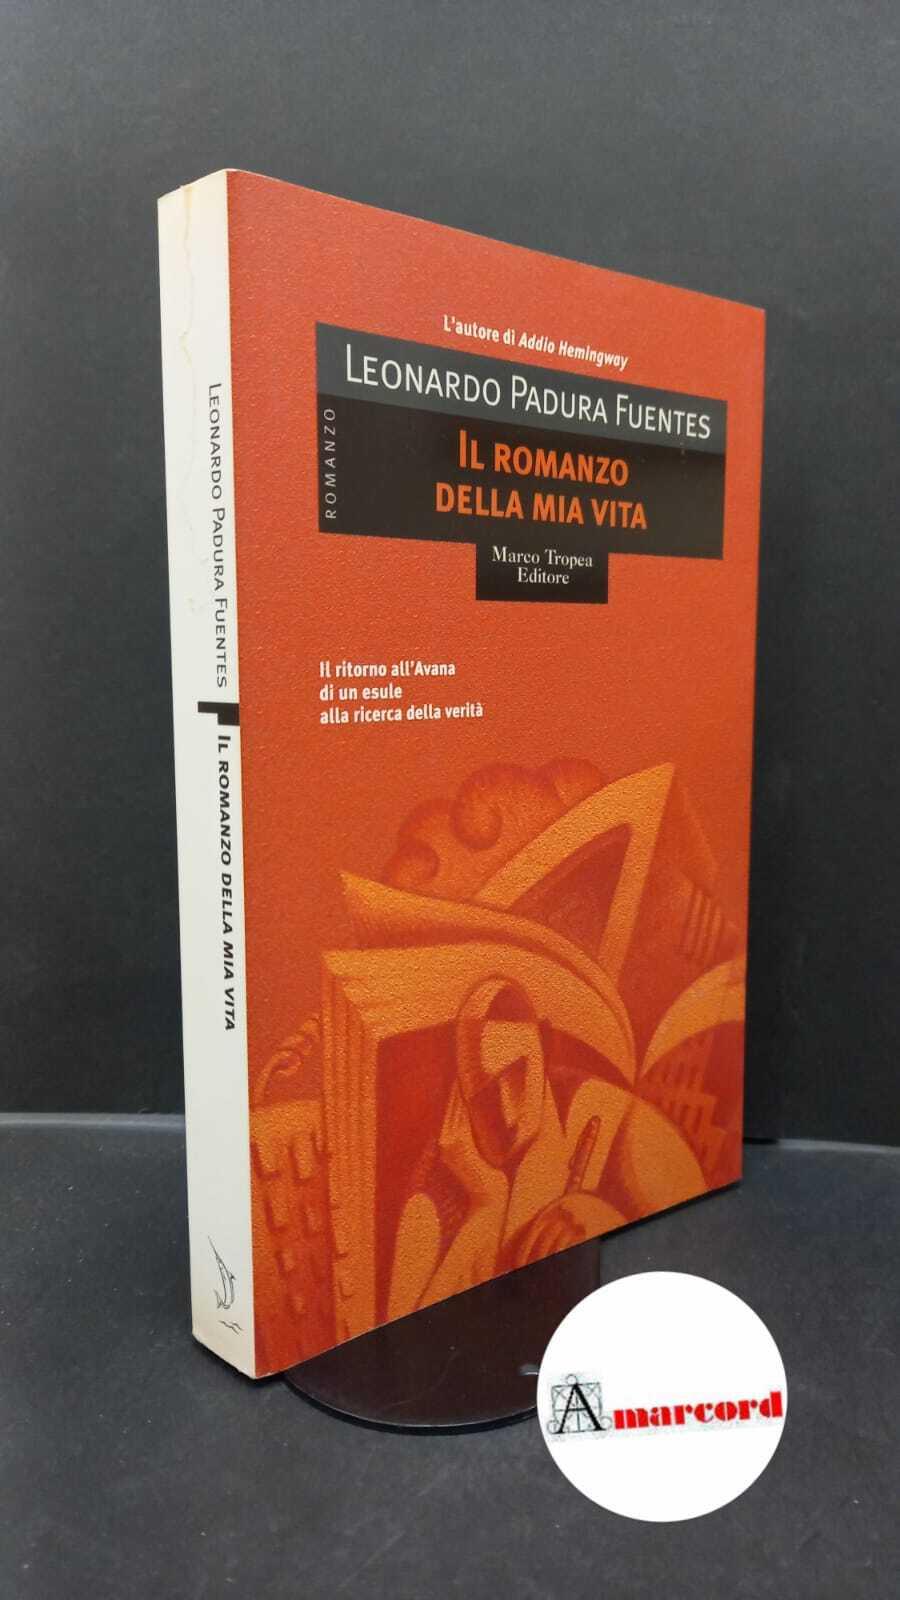 L'autore di Addio Hemingway
LEONARDO PADURA FUENTES
ROMANZO
IL ROMANZO
DELLA MIA VITA
Marco Tropea
Editore
Il ritorno all'Avana
di un esule
alla ricerca della verità
LEONARDO PADURA FUENTES
IL ROMANZO DELLA MIA VITA
Amarcord